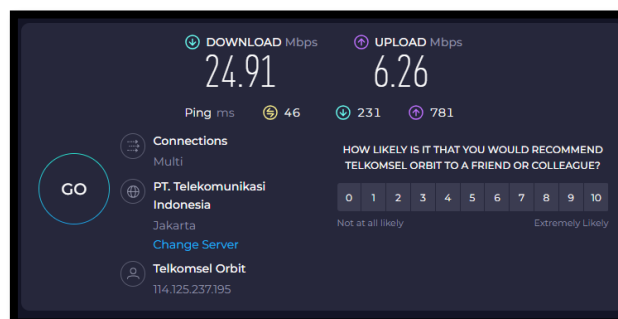 DOWNLOAD Mbps
24.91
UPLOAD Mbps
6.26
Ping ms 46 231 781
GO
Connections
Multi
PT. Telekomunikasi
Indonesia
Jakarta
Change Server
Telkomsel Orbit
114.125.237.195
HOW LIKELY IS IT THAT YOU WOULD RECOMMEND
TELKOMSEL ORBIT TO A FRIEND OR COLLEAGUE?
0 1 2 3 4 5 6 7 8 9 10
Not at all likely Extremely Likely